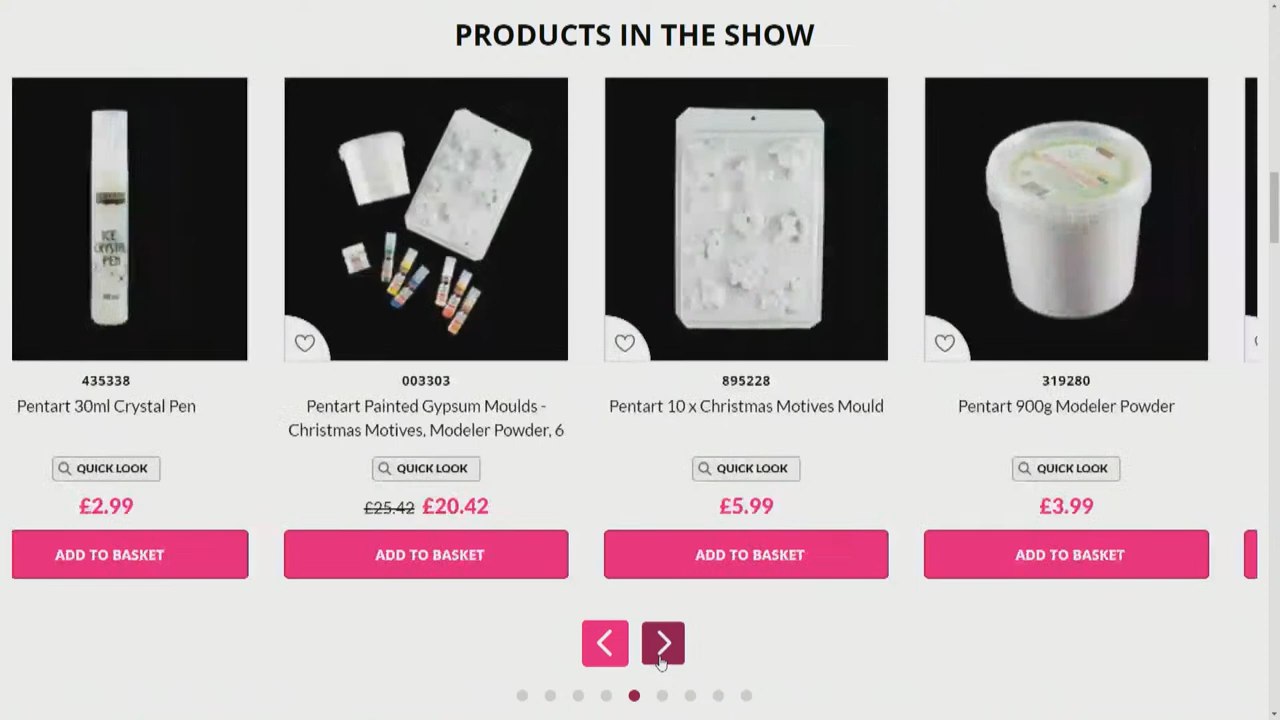 PRODUCTS IN THE SHOW
ICE
CRYSTAL
PEN
435338
003303
895228
319280
Pentart 30ml Crystal Pen
Pentart Painted Gypsum Moulds -
Christmas Motives, Modeler Powder, 6
Pentart 10 x Christmas Motives Mould
Pentart 900g Modeler Powder
QUICK LOOK
QUICK LOOK
QUICK LOOK
QUICK LOOK
£2.99
£25.42 £20.42
£5.99
£3.99
ADD TO BASKET
ADD TO BASKET
ADD TO BASKET
ADD TO BASKET